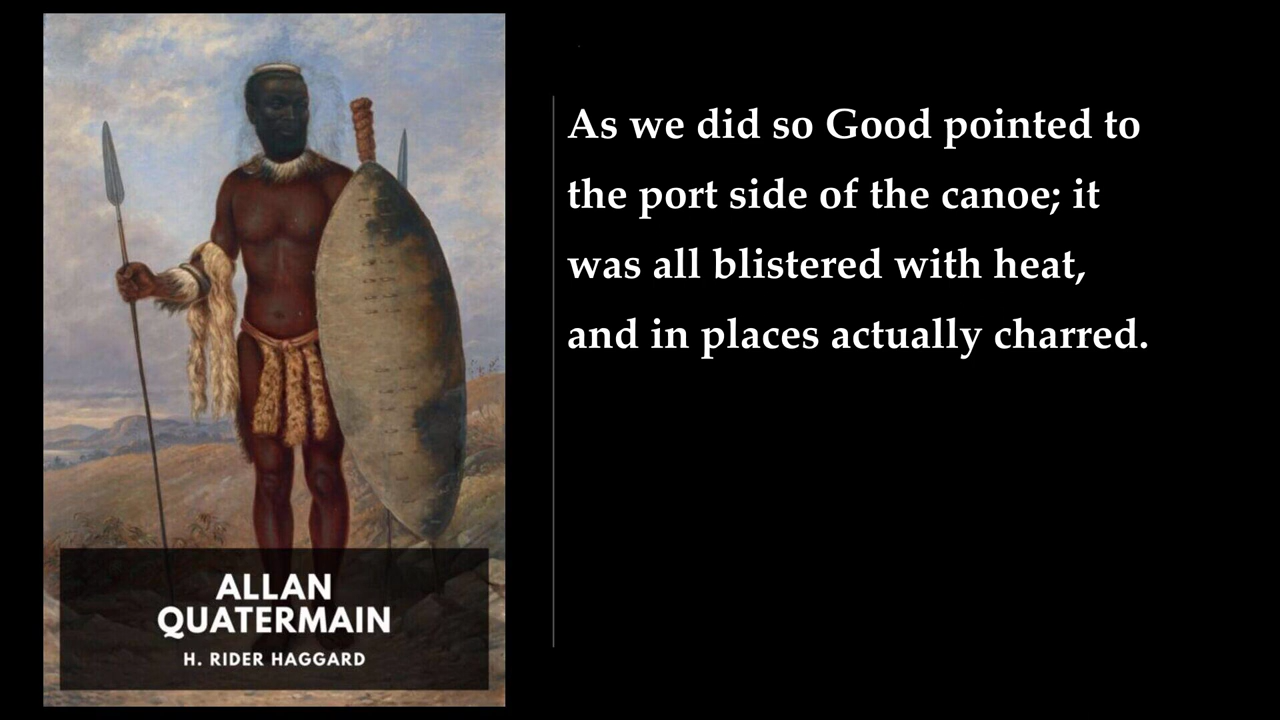 ALLAN
QUATERMAIN
H. RIDER HAGGARD
As we did so Good pointed to
the port side of the canoe; it
was all blistered with heat,
and in places actually charred.